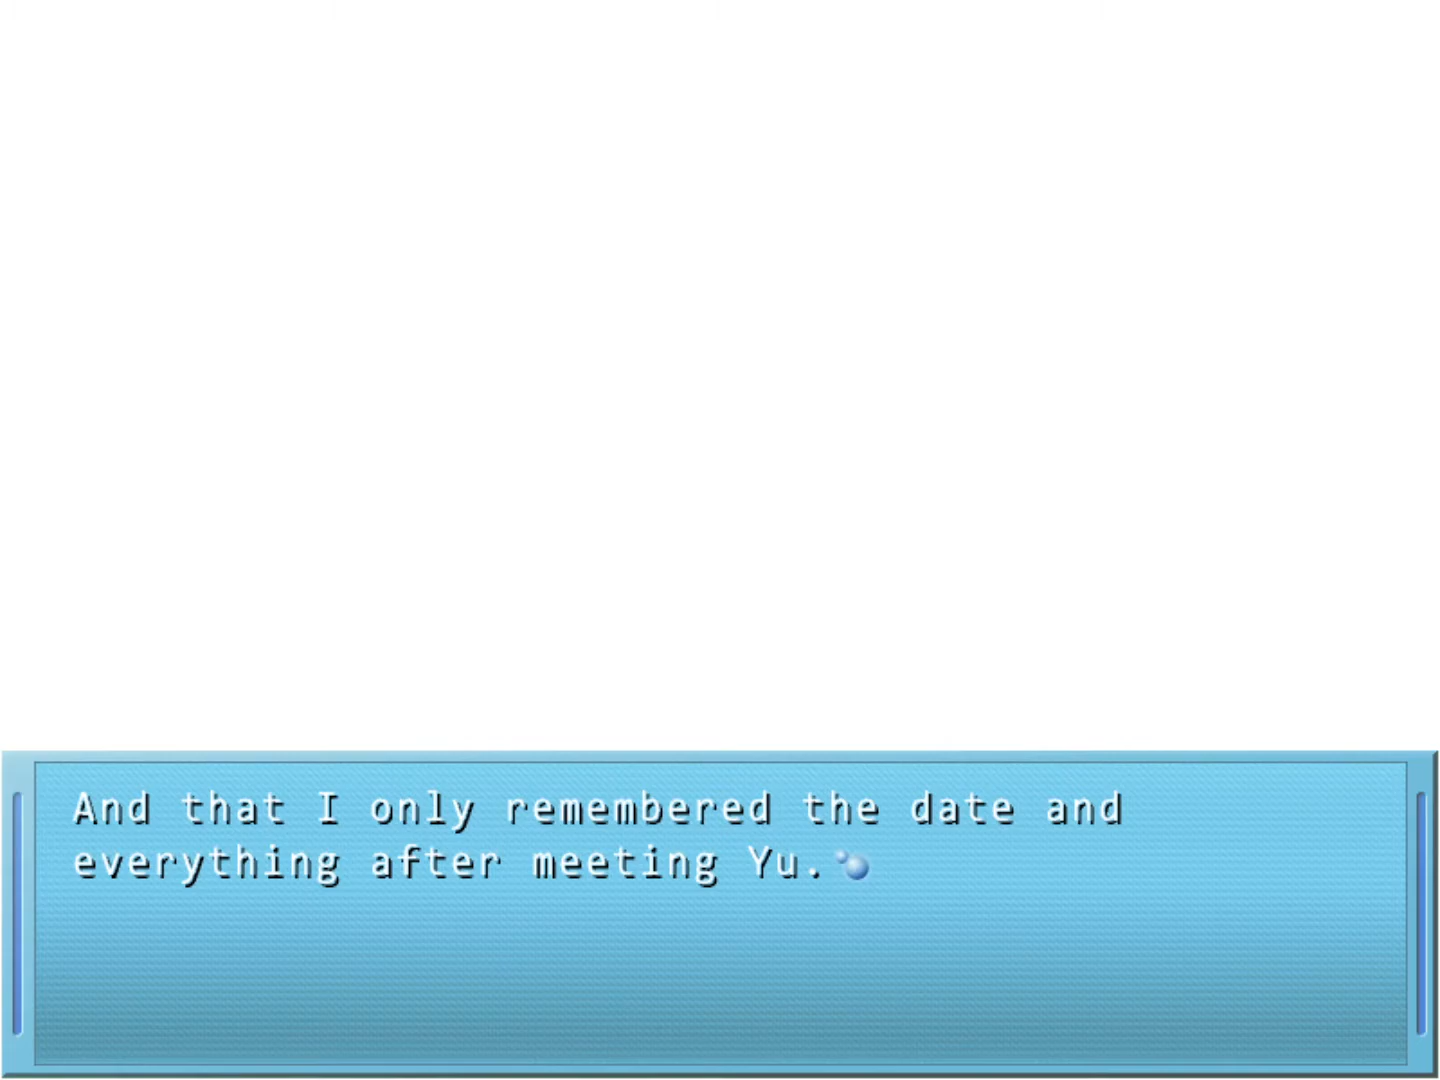 And that I only remembered the date and
everything after meeting Yu.